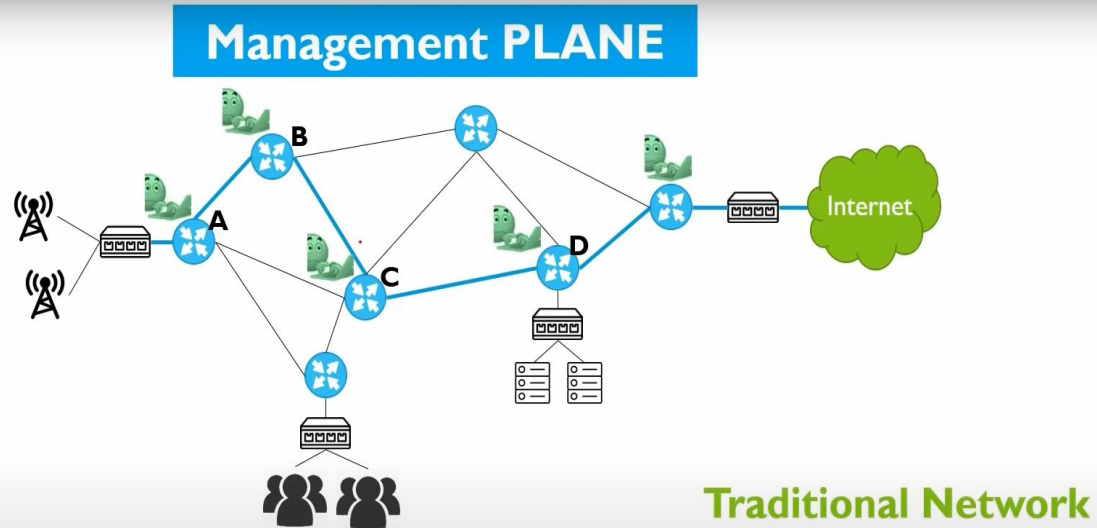 Management PLANE
B
A
Internet
D
C
Traditional Network